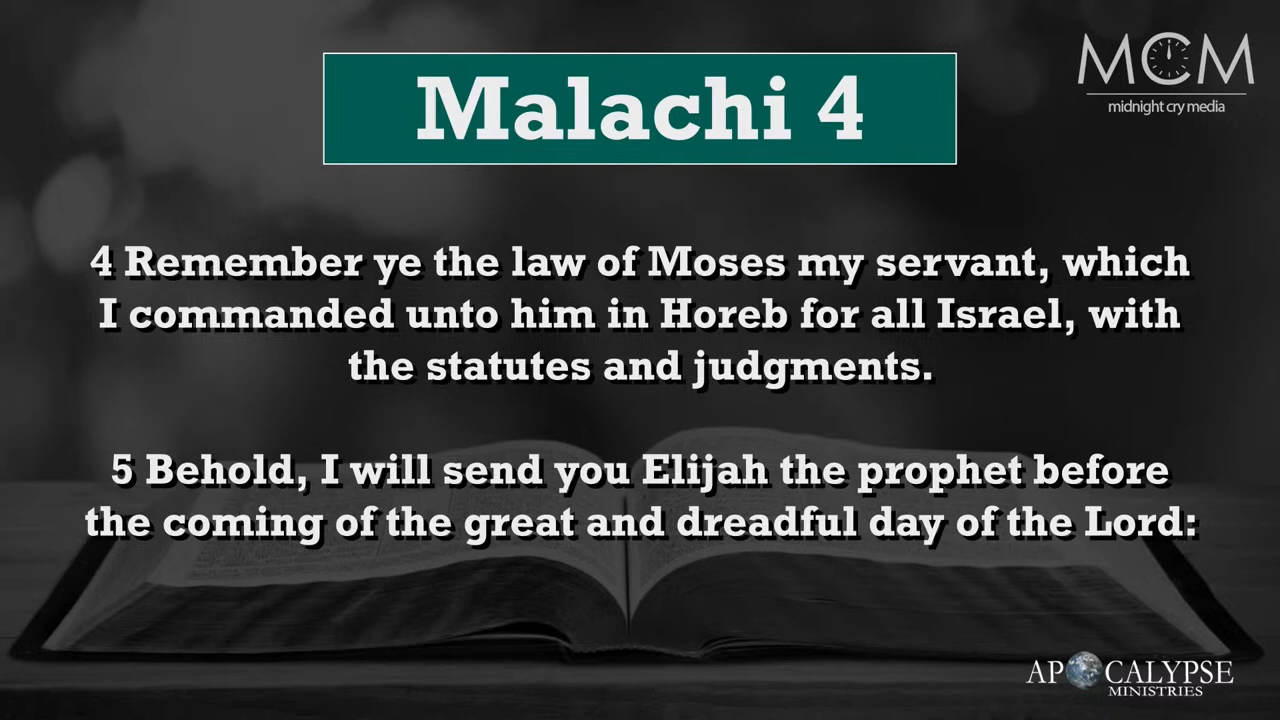 Malachi 4
MCM
midnight cry media
4 Remember ye the law of Moses my servant, which
I commanded unto him in Horeb for all Israel, with
the statutes and judgments.
5 Behold, I will send you Elijah the prophet before
the coming of the great and dreadful day of the Lord:
APOCALYPSE
MINISTRIES